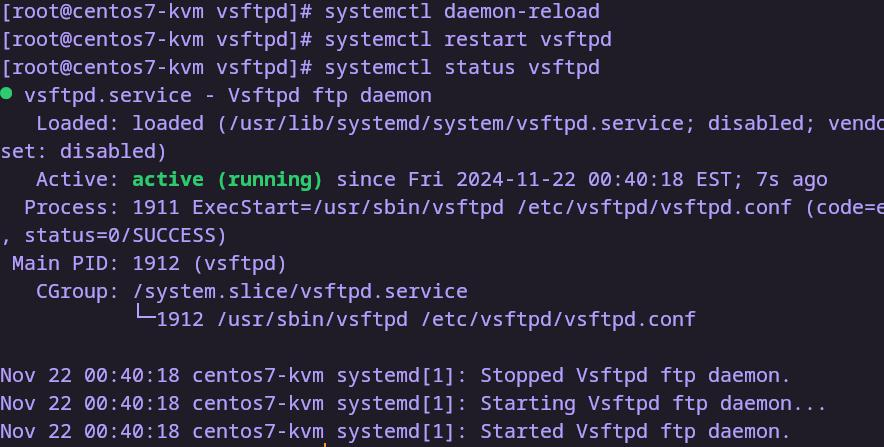 [root@centos7-kvm vsftpd]# systemctl daemon-reload
[root@centos7-kvm vsftpd]# systemctl restart vsftpd
[root@centos7-kvm vsftpd]# systemctl status vsftpd
● vsftpd.service - Vsftpd ftp daemon
   Loaded: loaded (/usr/lib/systemd/system/vsftpd.service; disabled; vendo
set: disabled)
   Active: active (running) since Fri 2024-11-22 00:40:18 EST; 7s ago
  Process: 1911 ExecStart=/usr/sbin/vsftpd /etc/vsftpd/vsftpd.conf (code=e
, status=0/SUCCESS)
 Main PID: 1912 (vsftpd)
   CGroup: /system.slice/vsftpd.service
           └─1912 /usr/sbin/vsftpd /etc/vsftpd/vsftpd.conf

Nov 22 00:40:18 centos7-kvm systemd[1]: Stopped Vsftpd ftp daemon.
Nov 22 00:40:18 centos7-kvm systemd[1]: Starting Vsftpd ftp daemon...
Nov 22 00:40:18 centos7-kvm systemd[1]: Started Vsftpd ftp daemon.